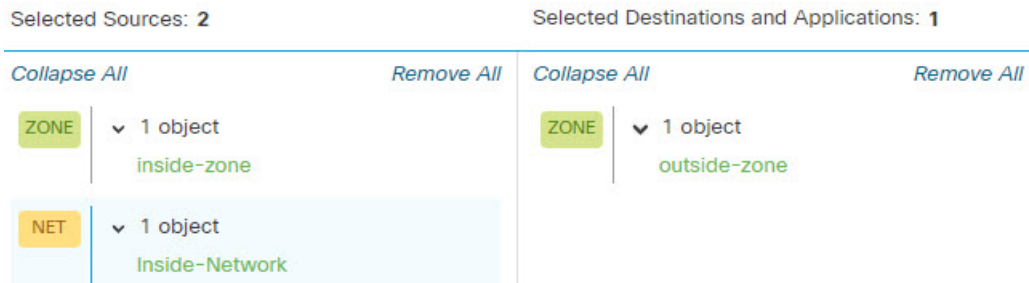 Selected Sources: 2
Selected Destinations and Applications: 1
Collapse All Remove All
Collapse All Remove All
ZONE 1 object
inside-zone
ZONE 1 object
outside-zone
NET 1 object
Inside-Network